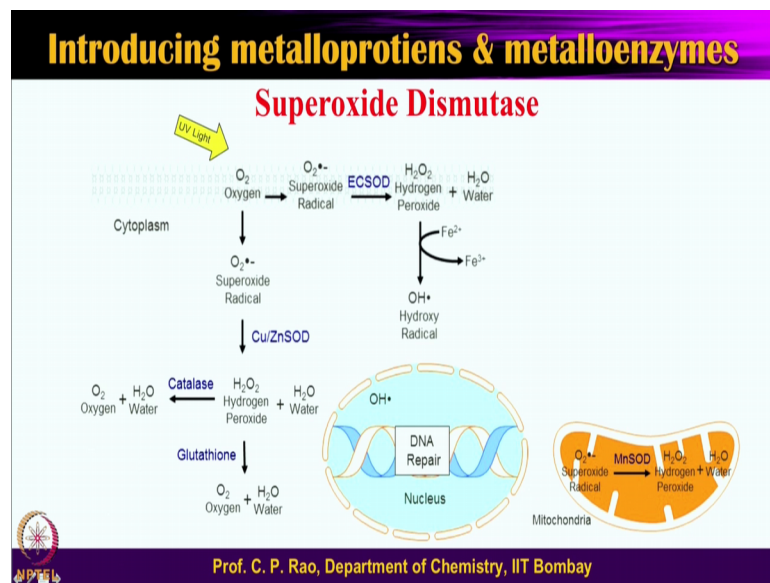 Introducing metalloprotiens & metalloenzymes
Superoxide Dismutase
UV Light
O₂
Oxygen
O₂•-
Superoxide
Radical
ECSOD
H₂O₂
Hydrogen
Peroxide
+
H₂O
Water
Cytoplasm
Fe²⁺
Fe³⁺
O₂•-
Superoxide
Radical
OH•
Hydroxy
Radical
Cu/ZnSOD
O₂
Oxygen
+
H₂O
Water
Catalase
H₂O₂
Hydrogen
Peroxide
+
H₂O
Water
Glutathione
O₂
Oxygen
+
H₂O
Water
OH•
DNA
Repair
Nucleus
O₂•-
Superoxide
Radical
MnSOD
H₂O₂
Hydrogen
Peroxide
+
H₂O
Water
Mitochondria
NPTEL
Prof. C. P. Rao, Department of Chemistry, IIT Bombay